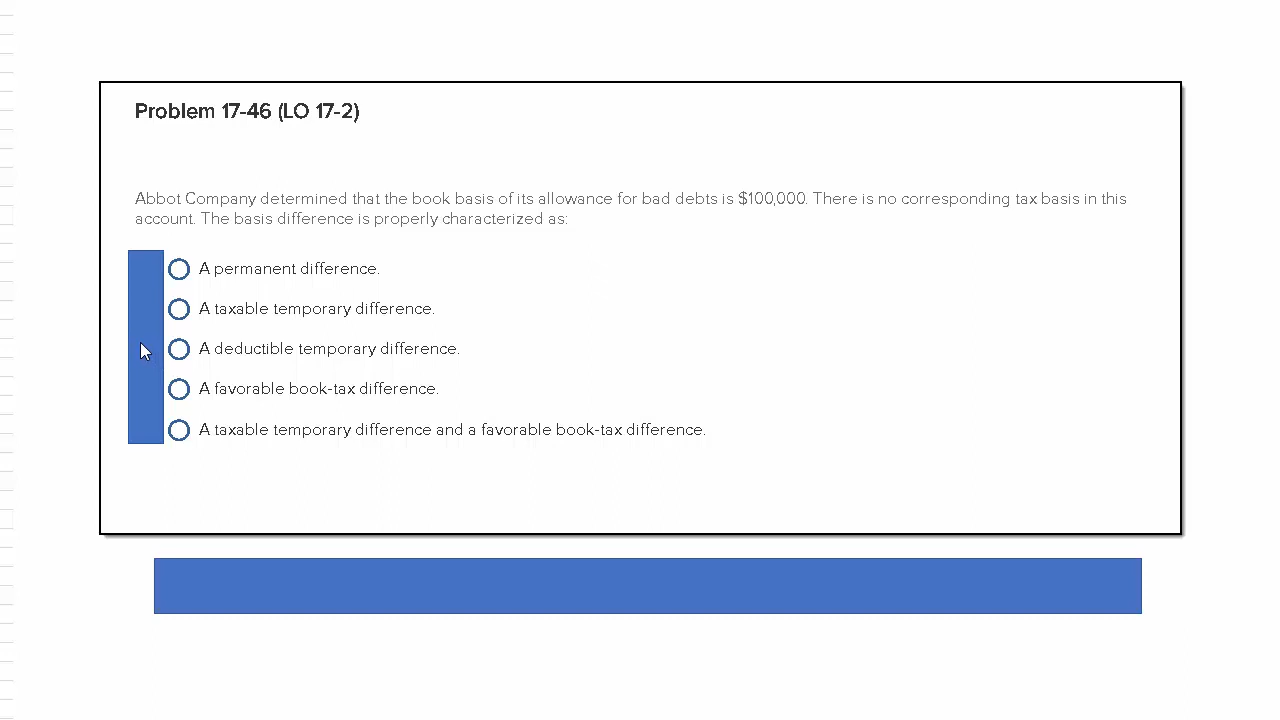 Problem 17-46 (LO 17-2)
Abbot Company determined that the book basis of its allowance for bad debts is $100,000. There is no corresponding tax basis in this
account. The basis difference is properly characterized as:
A permanent difference.
A taxable temporary difference.
A deductible temporary difference.
A favorable book-tax difference.
A taxable temporary difference and a favorable book-tax difference.